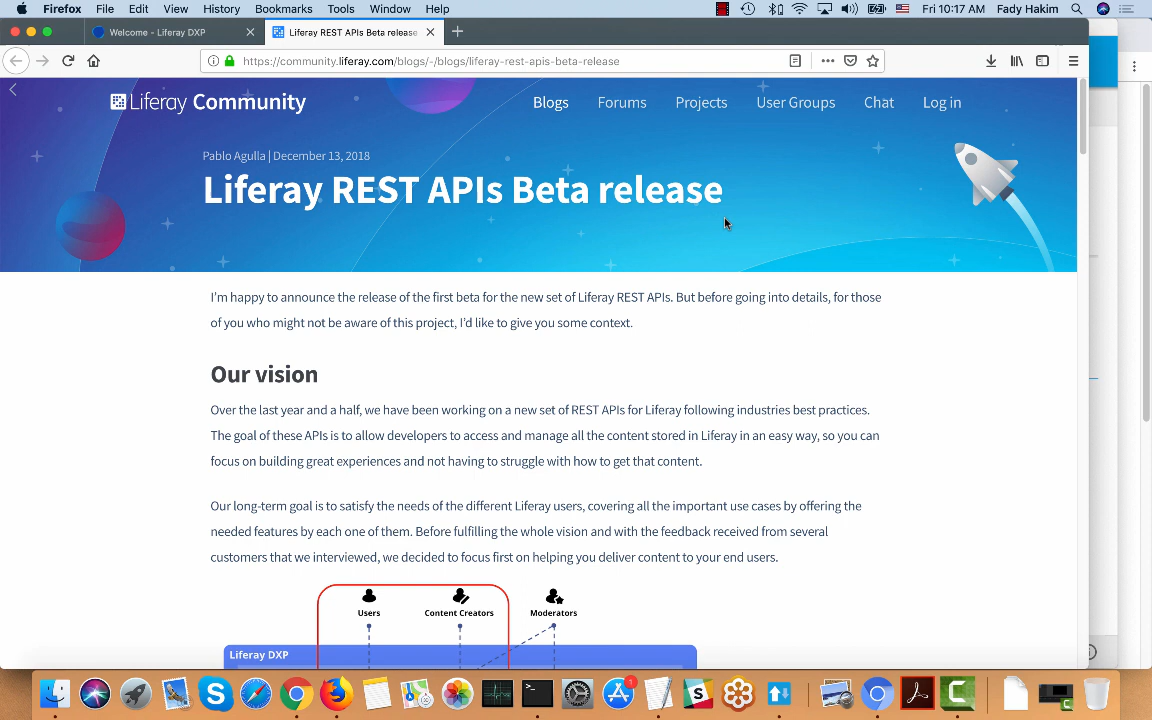 Firefox File Edit View History Bookmarks Tools Window Help Fri 10:17 AM Fady Hakim
Welcome - Liferay DXP
Liferay REST APIs Beta release
https://community.liferay.com/blogs/-/blogs/liferay-rest-apis-beta-release
Liferay Community
Blogs Forums Projects User Groups Chat Log in
Pablo Agulla | December 13, 2018
Liferay REST APIs Beta release
I'm happy to announce the release of the first beta for the new set of Liferay REST APIs. But before going into details, for those
of you who might not be aware of this project, I'd like to give you some context.
Our vision
Over the last year and a half, we have been working on a new set of REST APIs for Liferay following industries best practices.
The goal of these APIs is to allow developers to access and manage all the content stored in Liferay in an easy way, so you can
focus on building great experiences and not having to struggle with how to get that content.
Our long-term goal is to satisfy the needs of the different Liferay users, covering all the important use cases by offering the
needed features by each one of them. Before fulfilling the whole vision and with the feedback received from several
customers that we interviewed, we decided to focus first on helping you deliver content to your end users.
Users Content Creators Moderators
Liferay DXP
1